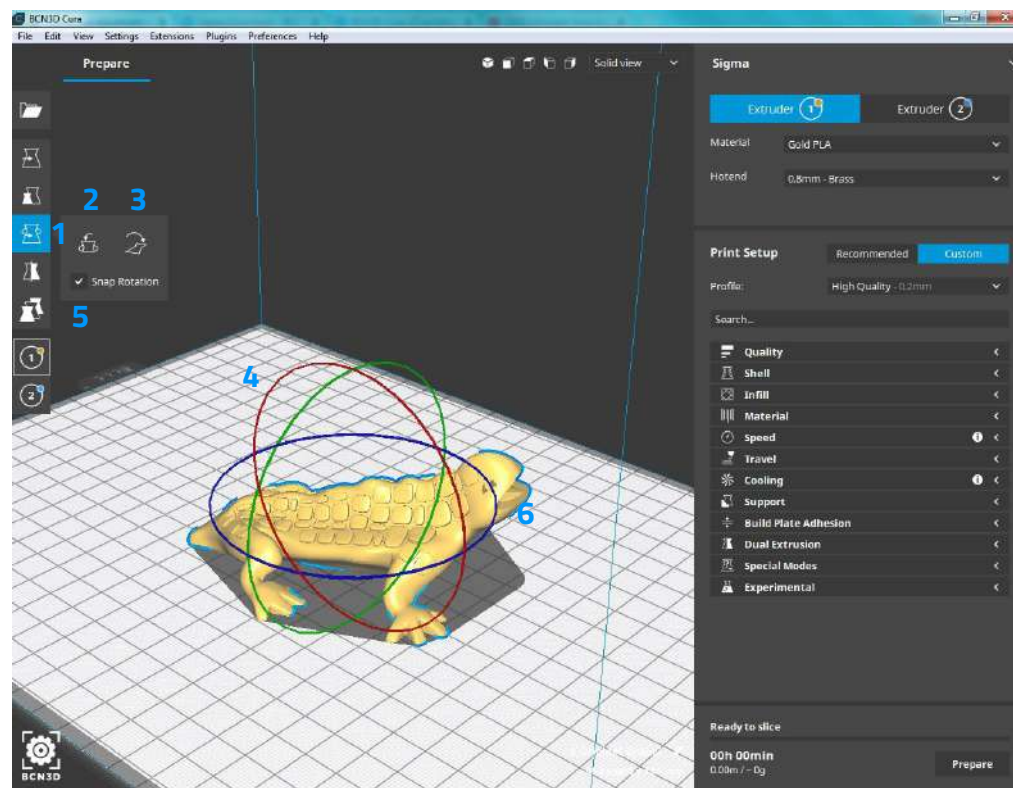 BCN3D Cura
File Edit View Settings Extensions Plugins Preferences Help
Prepare
Solid view
Sigma
Extruder 1
Extruder 2
Material Gold PLA
Hotend 0.8mm - Brass
2 3
1
Snap Rotation
5
4
6
1
2
Print Setup Recommended Custom
Profile: High Quality - 0.2mm
Search...
Quality
Shell
Infill
Material
Speed
Travel
Cooling
Support
Build Plate Adhesion
Dual Extrusion
Special Modes
Experimental
Ready to slice
00h 00min
0.00m / ~ 0g
Prepare
BCN3D